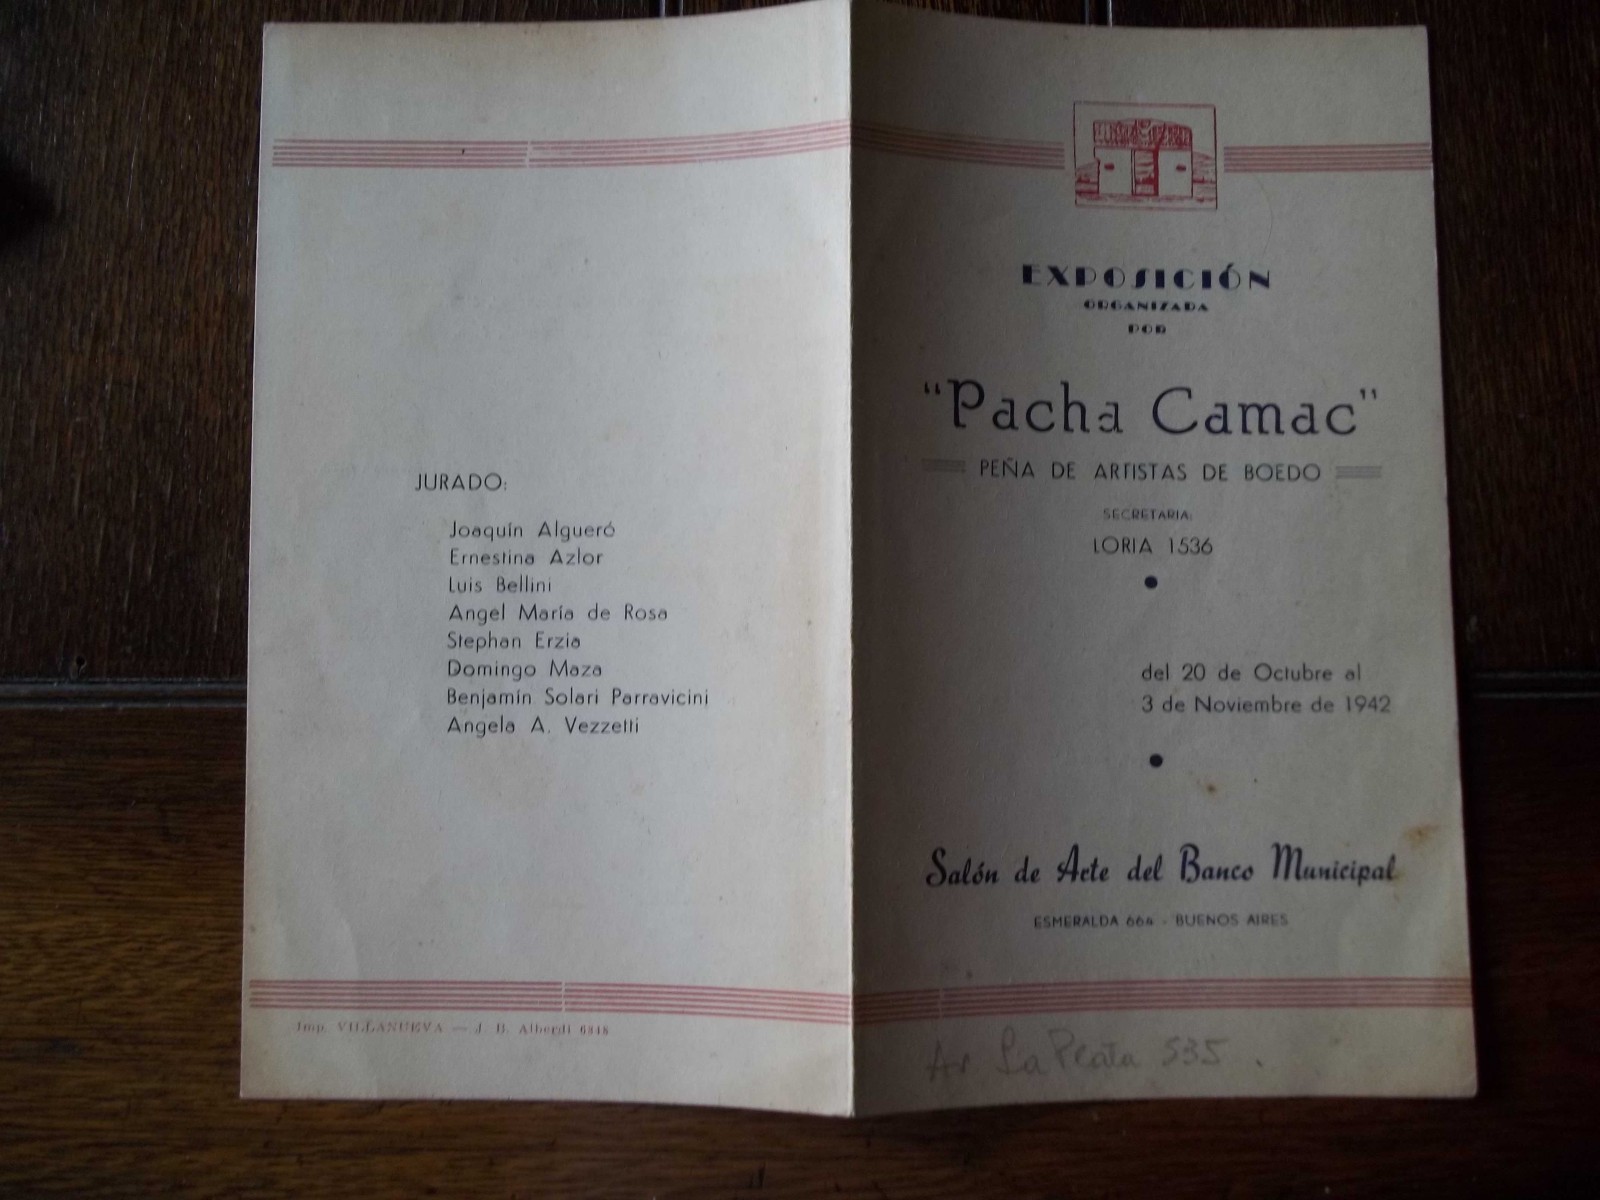 JURADO:
Joaquín Algueró
Ernestina Azlor
Luis Bellini
Angel María de Rosa
Stephan Erzia
Domingo Maza
Benjamín Solari Parravicini
Angela A. Vezzetti
Imp. VILLANUEVA — J. B. Alberdi 6348
EXPOSICIÓN
ORGANIZADA
POR
"Pacha Camac"
PEÑA DE ARTISTAS DE BOEDO
SECRETARIA:
LORIA 1536
del 20 de Octubre al
3 de Noviembre de 1942
Salón de Arte del Banco Municipal
ESMERALDA 664 - BUENOS AIRES
Av La Plata 535.